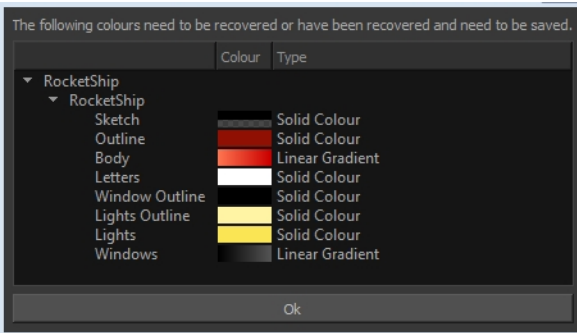 The following colours need to be recovered or have been recovered and need to be saved.
Colour Type
RocketShip
RocketShip
Sketch Solid Colour
Outline Solid Colour
Body Linear Gradient
Letters Solid Colour
Window Outline Solid Colour
Lights Outline Solid Colour
Lights Solid Colour
Windows Linear Gradient
Ok